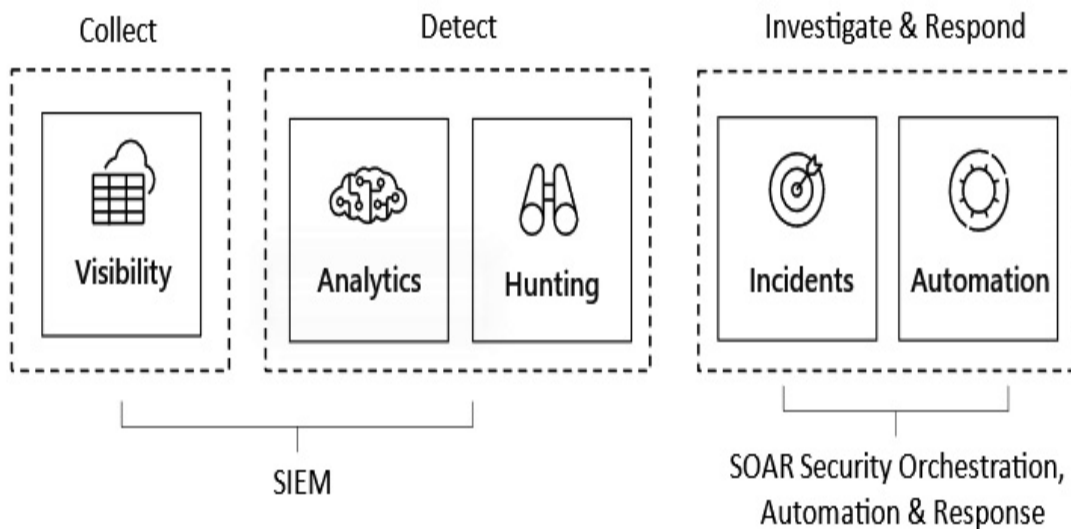 Collect
Detect
Investigate & Respond
Visibility
Analytics
Hunting
Incidents
Automation
SIEM
SOAR Security Orchestration,
Automation & Response